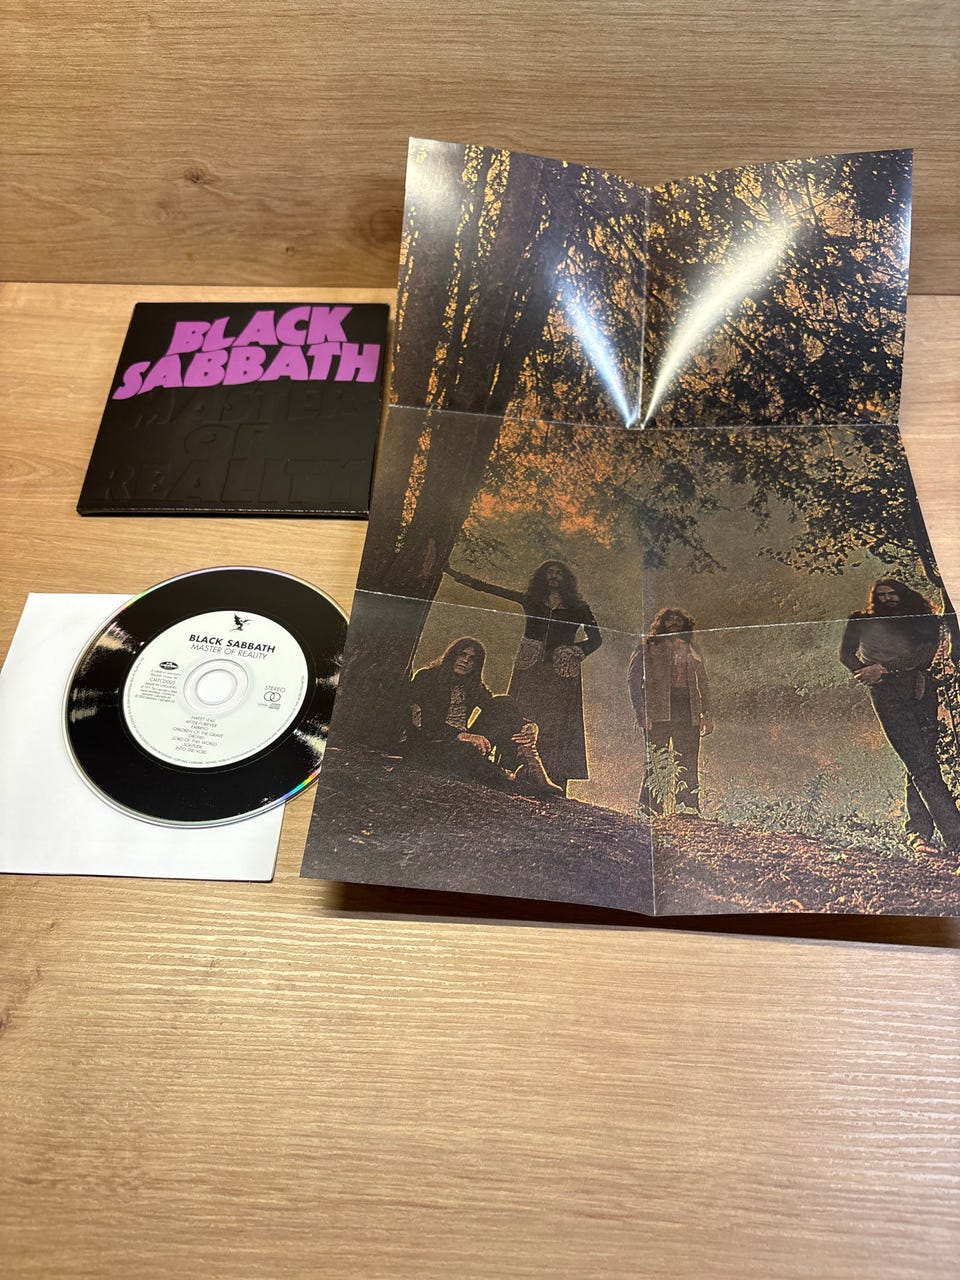 BLACK
SABBATH
MASTER
OF
REALITY
BLACK SABBATH
MASTER OF REALITY
CMTCD005
STEREO
SWEET LEAF
AFTER FOREVER
EMBRYO
CHILDREN OF THE GRAVE
ORCHID
LORD OF THIS WORLD
SOLITUDE
INTO THE VOID